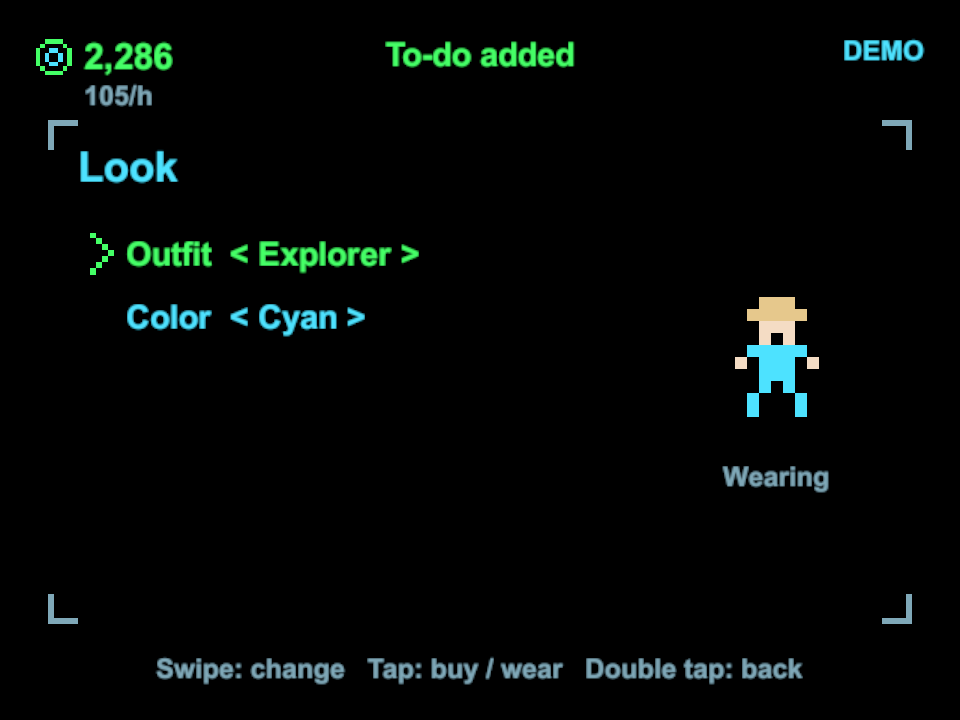 2,286
To-do added
DEMO
105/h
Look
Outfit < Explorer >
Color < Cyan >
Wearing
Swipe: change Tap: buy / wear Double tap: back